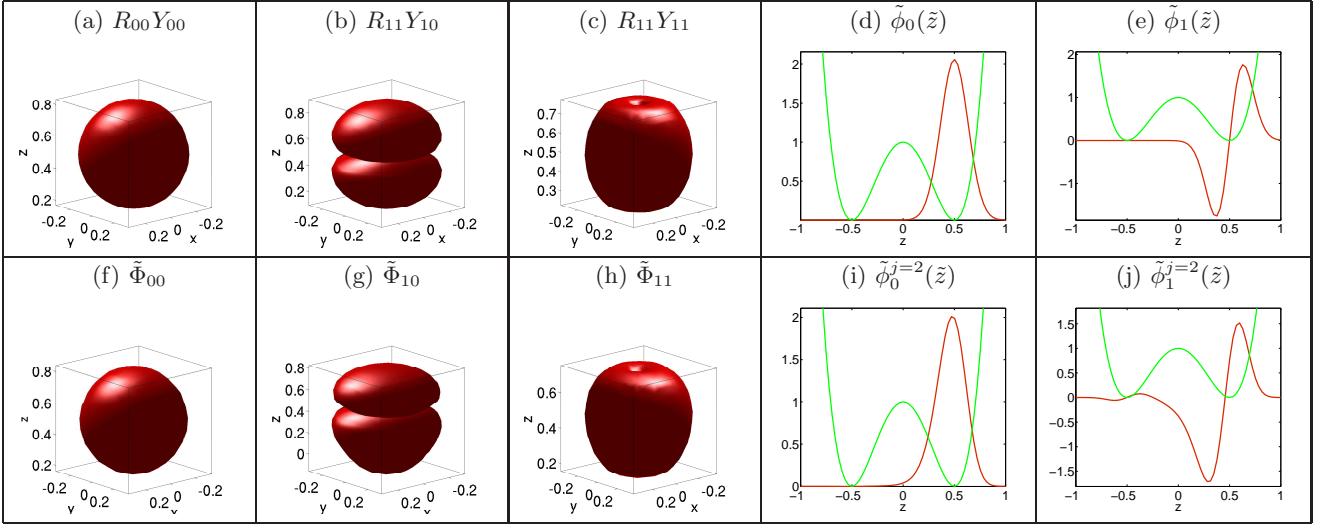 (a) R₀₀Y₀₀
0.8
0.6
0.4
0.2
z
-0.2
0
0.2
y
0.2
0
-0.2
x
(b) R₁₁Y₁₀
0.9
0.8
0.7
0.6
0.5
0.4
0.3
0.2
z
-0.2
0
0.2
y
0.2
0
-0.2
x
(c) R₁₁Y₁₁
0.7
0.6
0.5
0.4
0.3
z
-0.2
0
0.2
y
0.2
0
-0.2
x
(d) ϕ̃₀(z̃)
2
1.5
1
0.5
−1 −0.5 0 0.5 1
z
(e) ϕ̃₁(z̃)
2
1
0
−1
−1 −0.5 0 0.5 1
z
(f) Φ̃₀₀
0.8
0.6
0.4
0.2
z
-0.2
0
0.2
y
0.2
0
-0.2
x
(g) Φ̃₁₀
0.8
0.6
0.4
0.2
0
z
-0.2
0
0.2
y
0.2
0
-0.2
x
(h) Φ̃₁₁
0.6
0.4
0.2
z
-0.2
0
0.2
y
0.2
0
-0.2
x
(i) ϕ̃₀ʲ⁼²(z̃)
2
1.5
1
0.5
0
−1 −0.5 0 0.5 1
z
(j) ϕ̃₁ʲ⁼²(z̃)
1.5
1
0.5
0
−0.5
−1
−1.5
−1 −0.5 0 0.5 1
z